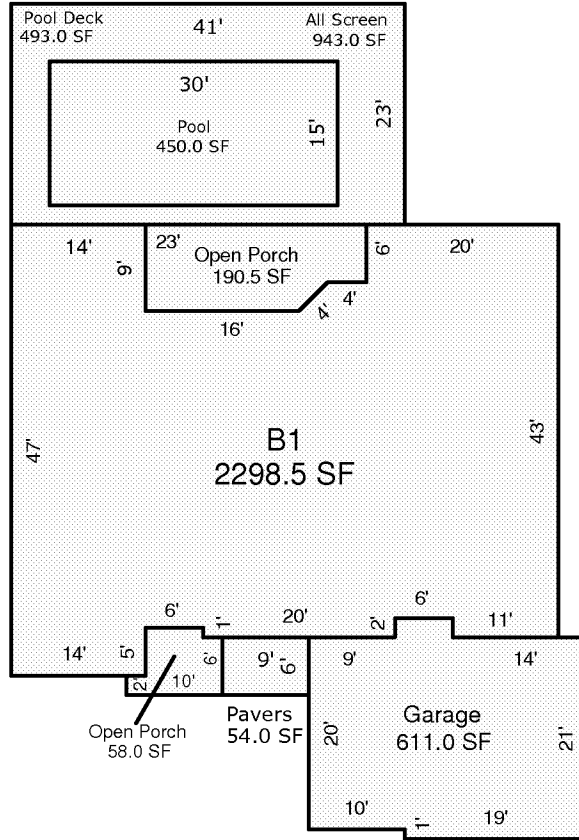 Pool Deck
493.0 SF
41'
All Screen
943.0 SF
30'
Pool
450.0 SF
15'
23'
14'
9'
23'
Open Porch
190.5 SF
6'
20'
4'
4'
16'
47'
B1
2298.5 SF
43'
6'
1'
20'
2'
6'
11'
14'
5'
2'
10'
6'
9'
6'
9'
14'
Open Porch
58.0 SF
Pavers
54.0 SF
20'
Garage
611.0 SF
21'
10'
1'
19'